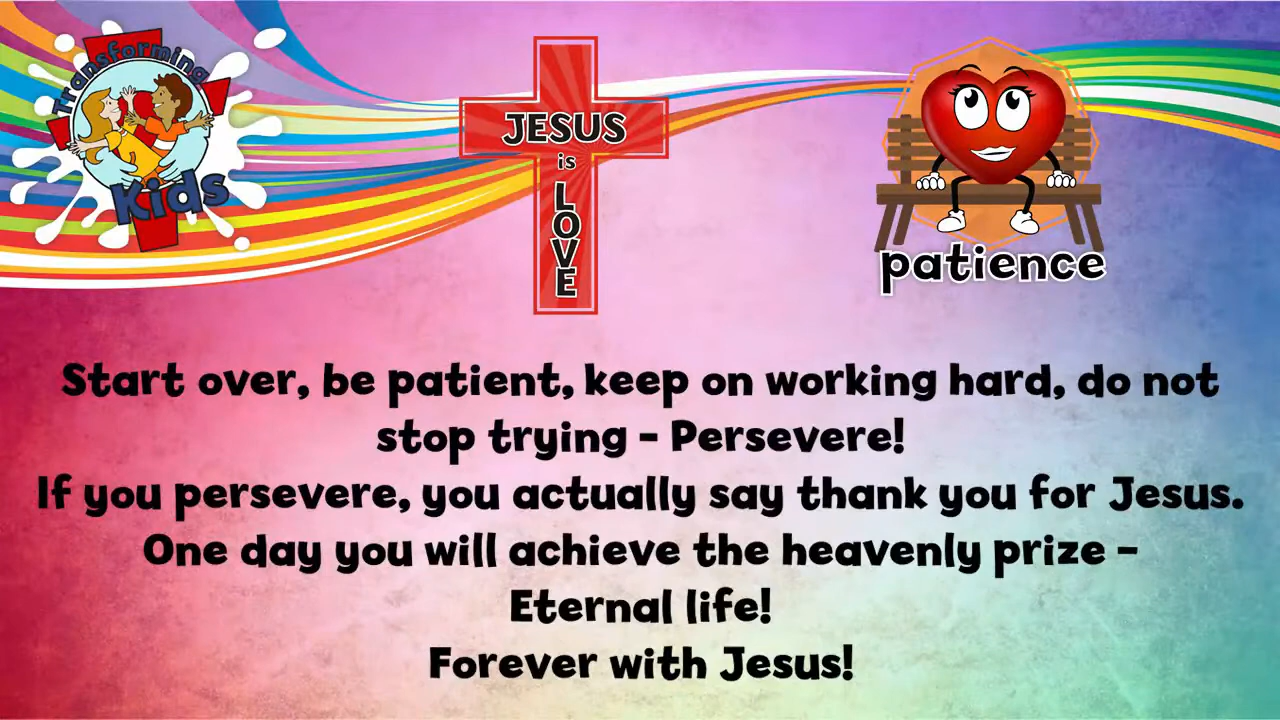 Transforming
Kids
JESUS
is
LOVE
patience
Start over, be patient, keep on working hard, do not
stop trying - Persevere!
If you persevere, you actually say thank you for Jesus.
One day you will achieve the heavenly prize -
Eternal life!
Forever with Jesus!